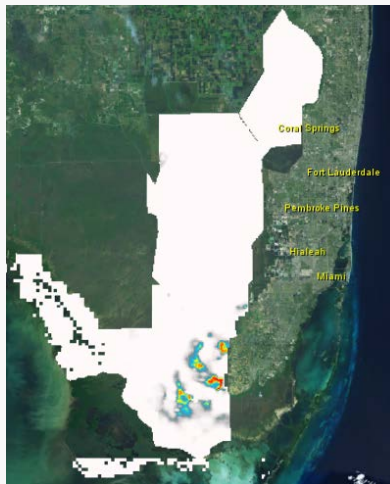 Coral Springs
Fort Lauderdale
Pembroke Pines
Hialeah
Miami